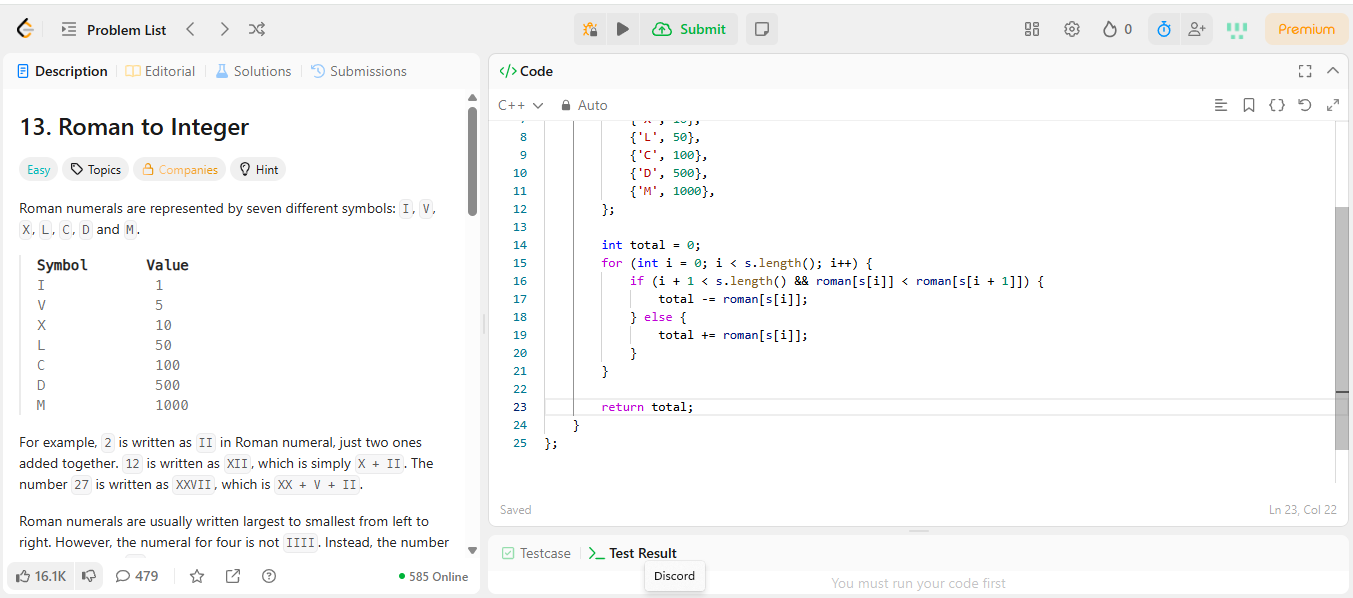 Problem List
Submit
0
Premium
Description
Editorial
Solutions
Submissions
13. Roman to Integer
Easy
Topics
Companies
Hint
Roman numerals are represented by seven different symbols: I, V,
X, L, C, D and M.
Symbol Value
I 1
V 5
X 10
L 50
C 100
D 500
M 1000
For example, 2 is written as II in Roman numeral, just two ones
added together. 12 is written as XII, which is simply X + II. The
number 27 is written as XXVII, which is XX + V + II.
Roman numerals are usually written largest to smallest from left to
right. However, the numeral for four is not IIII. Instead, the number
16.1K
479
585 Online
</> Code
C++
Auto
8 {'L', 50},
9 {'C', 100},
10 {'D', 500},
11 {'M', 1000},
12 };
13
14 int total = 0;
15 for (int i = 0; i < s.length(); i++) {
16 if (i + 1 < s.length() && roman[s[i]] < roman[s[i + 1]]) {
17 total -= roman[s[i]];
18 } else {
19 total += roman[s[i]];
20 }
21 }
22
23 return total;
24 }
25 };
Saved
Ln 23, Col 22
Testcase
Test Result
Discord
You must run your code first